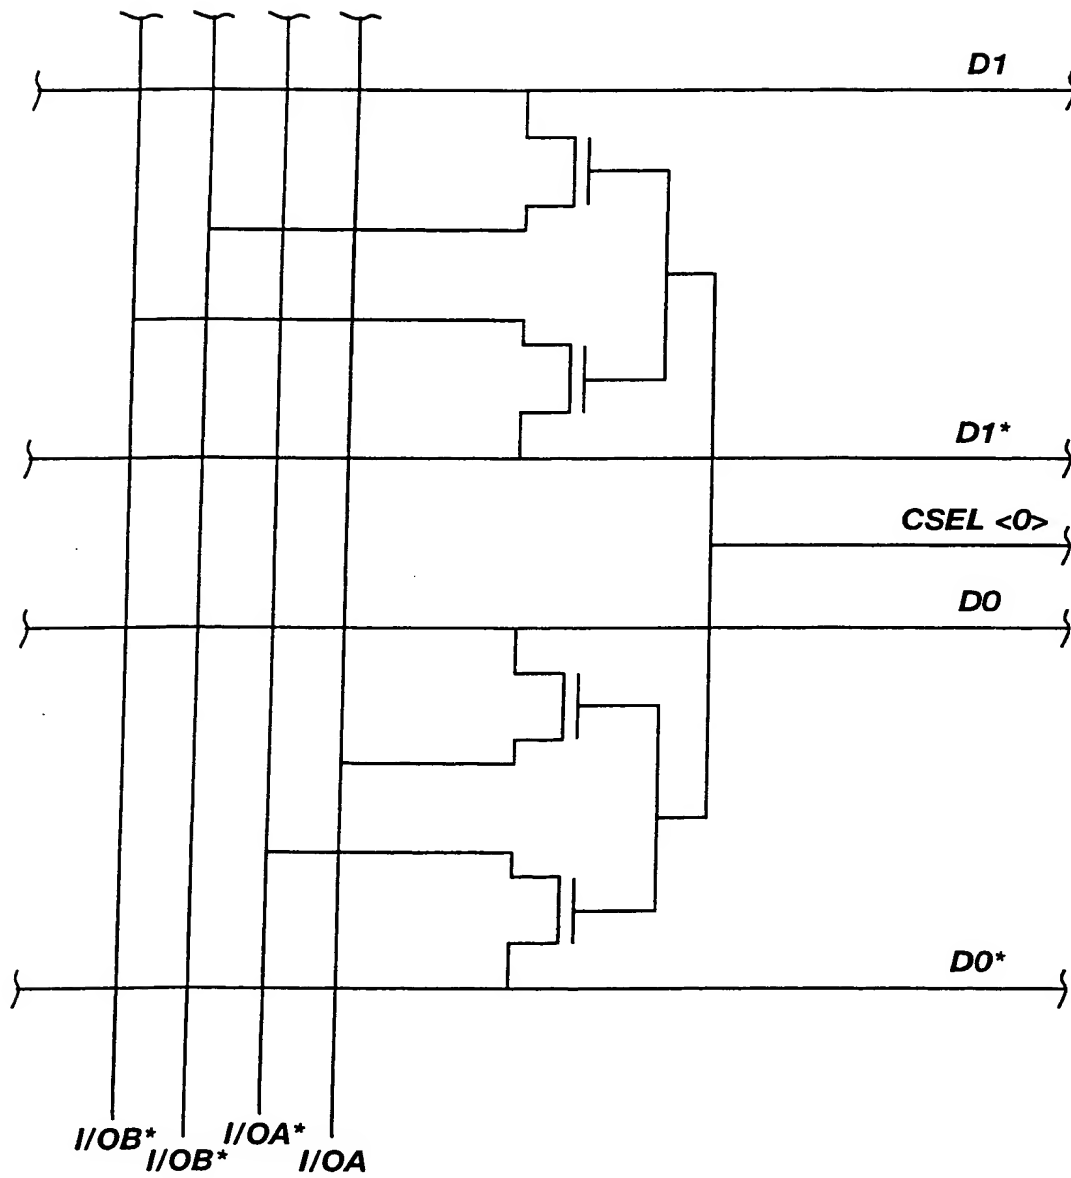 D1
D1*
CSEL <0>
D0
D0*
I/OB*
I/OB*
I/OA*
I/OA